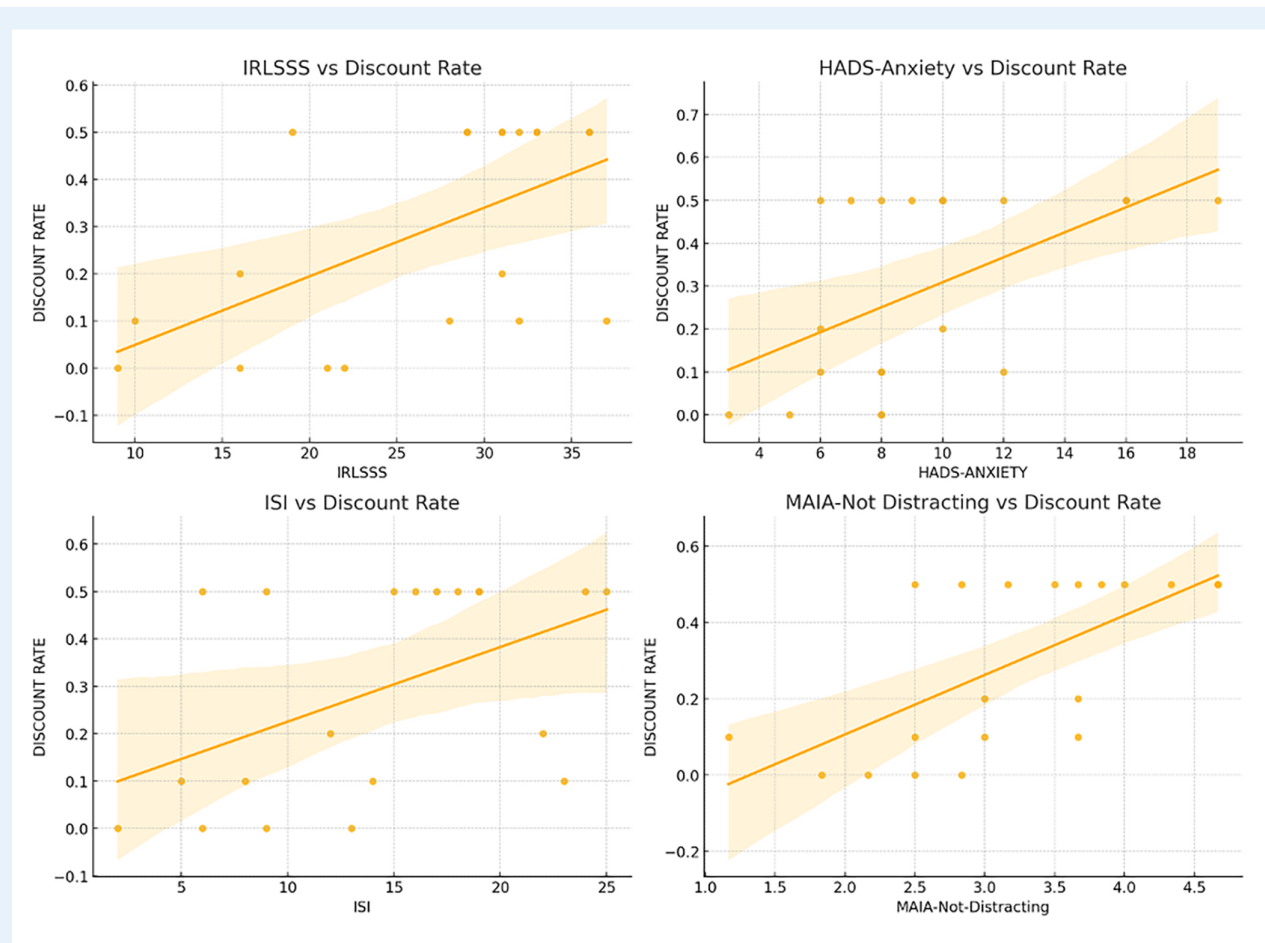 IRLSSS vs Discount Rate
0.6
0.5
0.4
0.3
0.2
0.1
0.0
−0.1
DISCOUNT RATE
10 15 20 25 30 35
IRLSSS
HADS-Anxiety vs Discount Rate
0.7
0.6
0.5
0.4
0.3
0.2
0.1
0.0
DISCOUNT RATE
4 6 8 10 12 14 16 18
HADS-ANXIETY
ISI vs Discount Rate
0.6
0.5
0.4
0.3
0.2
0.1
0.0
−0.1
DISCOUNT RATE
5 10 15 20 25
ISI
MAIA-Not Distracting vs Discount Rate
0.6
0.4
0.2
0.0
−0.2
DISCOUNT RATE
1.0 1.5 2.0 2.5 3.0 3.5 4.0 4.5
MAIA-Not-Distracting